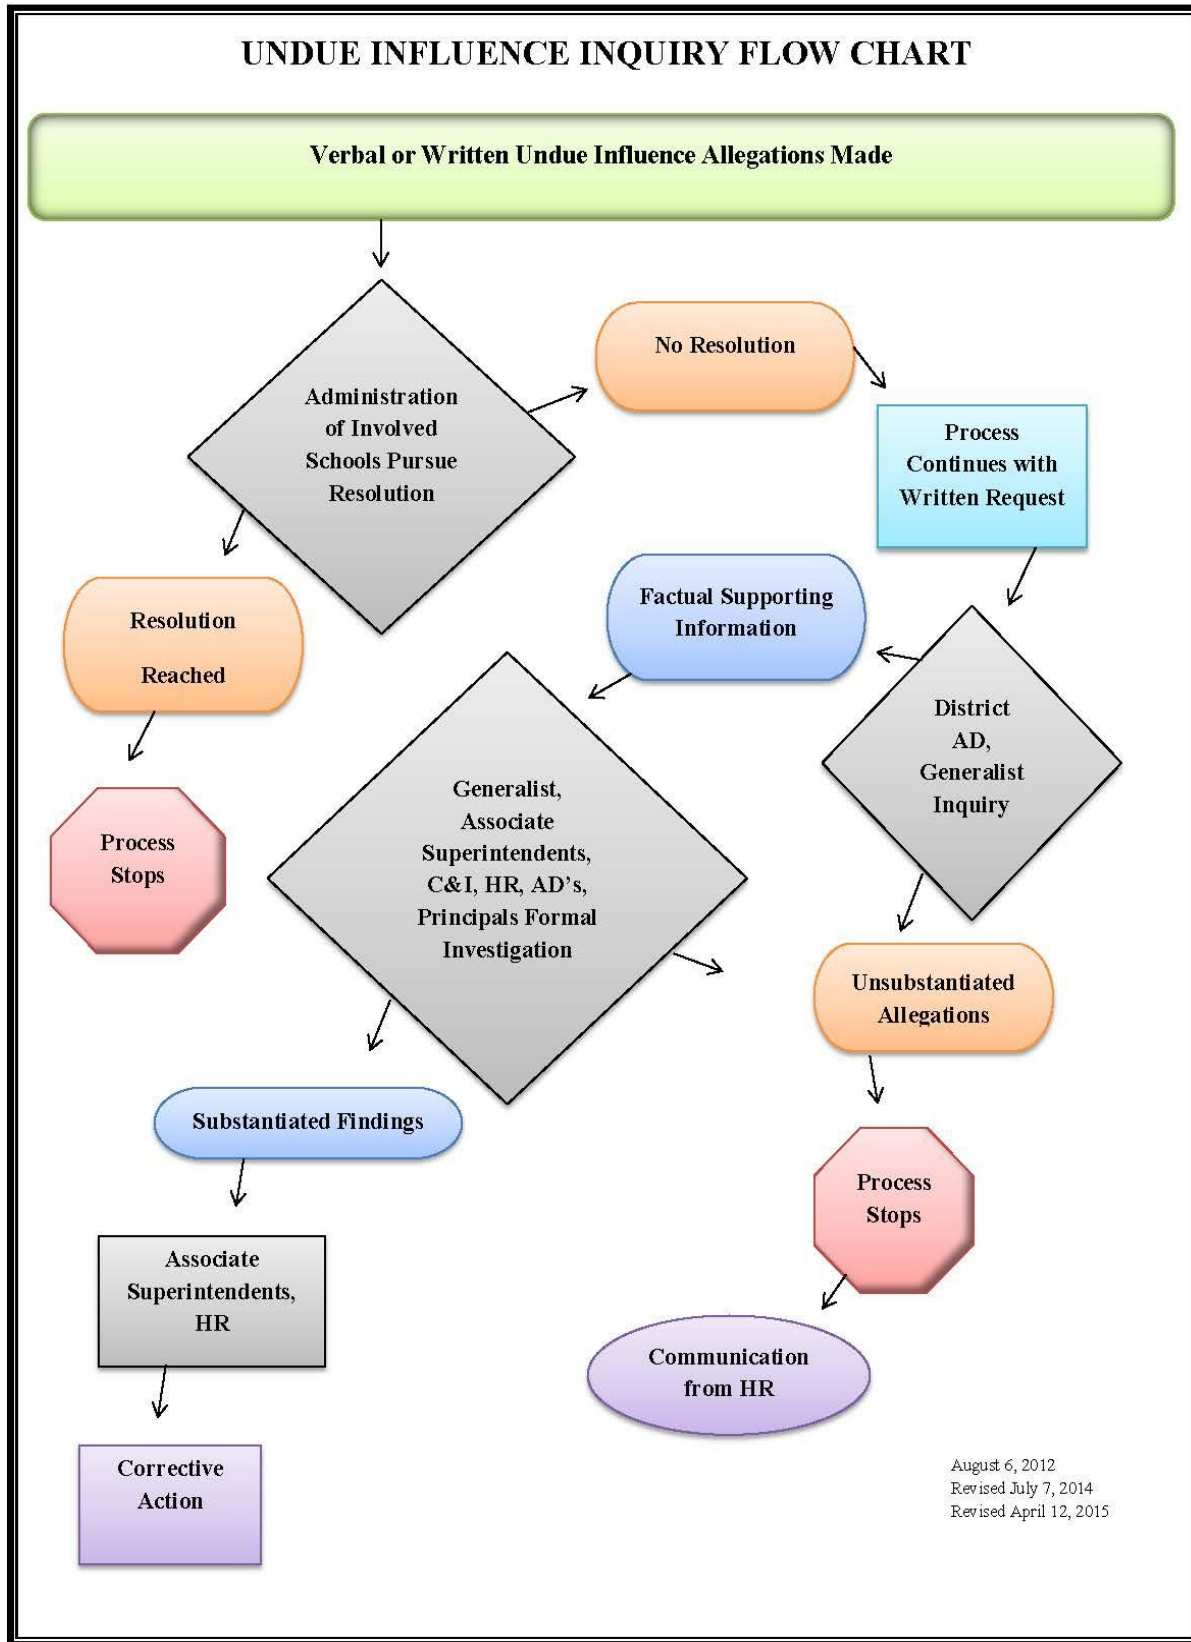 UNDUE INFLUENCE INQUIRY FLOW CHART
Verbal or Written Undue Influence Allegations Made
No Resolution
Administration
of Involved
Schools Pursue
Resolution
Process
Continues with
Written Request
Factual Supporting
Information
Resolution
Reached
District
AD,
Generalist
Inquiry
Generalist,
Associate
Superintendents,
C&I, HR, AD's,
Principals Formal
Investigation
Process
Stops
Unsubstantiated
Allegations
Substantiated Findings
Process
Stops
Associate
Superintendents,
HR
Communication
from HR
Corrective
Action
August 6, 2012
Revised July 7, 2014
Revised April 12, 2015